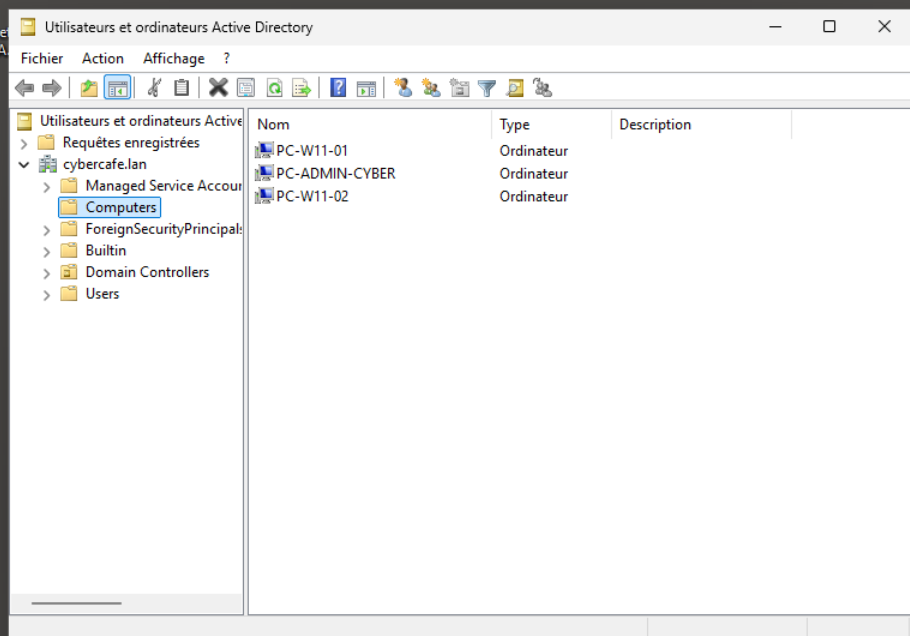 Utilisateurs et ordinateurs Active Directory
Fichier Action Affichage ?
Utilisateurs et ordinateurs Active
Requêtes enregistrées
cybercafe.lan
Managed Service Accour
Computers
ForeignSecurityPrincipals
Builtin
Domain Controllers
Users
Nom Type Description
PC-W11-01 Ordinateur
PC-ADMIN-CYBER Ordinateur
PC-W11-02 Ordinateur